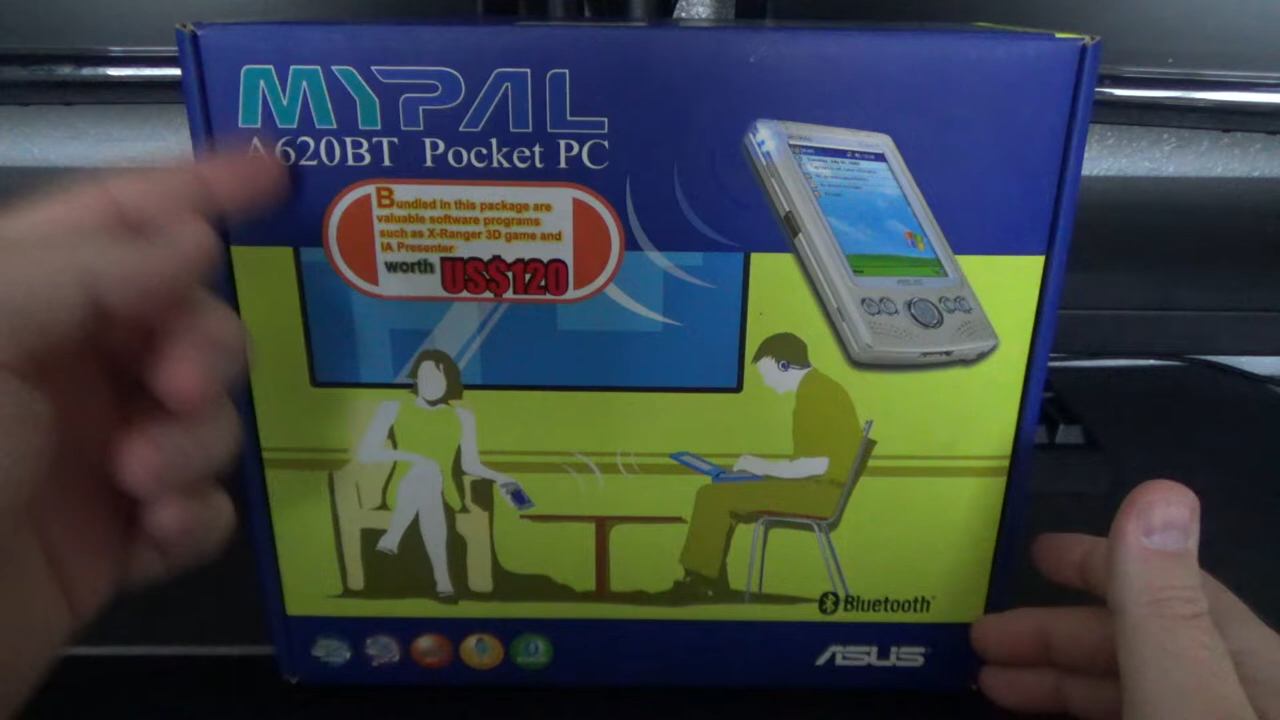 MYPAL
A620BT Pocket PC
Bundled in this package are
valuable software programs
such as X-Ranger 3D game and
IA Presenter
worth US$120
ASUS
Bluetooth
ASUS